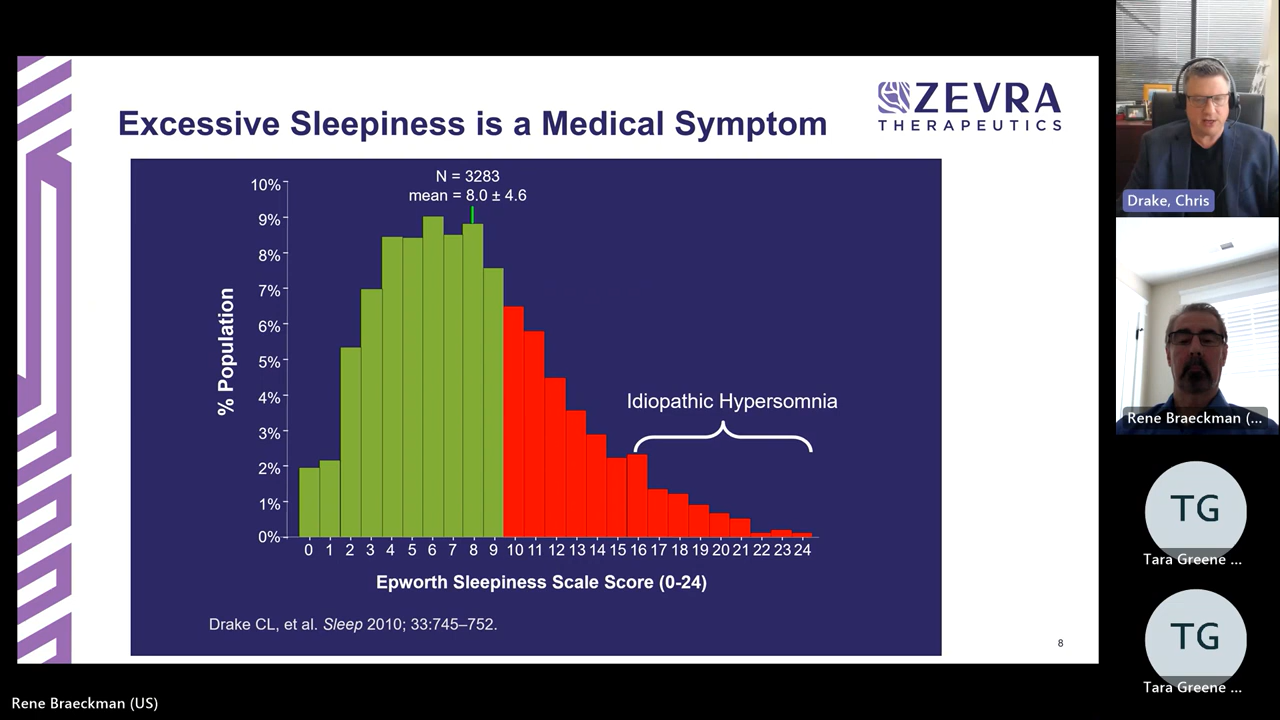 Excessive Sleepiness is a Medical Symptom
ZEVRA
THERAPEUTICS
N = 3283
mean = 8.0 ± 4.6
10%
9%
8%
7%
6%
5%
4%
3%
2%
1%
0%
% Population
Idiopathic Hypersomnia
0 1 2 3 4 5 6 7 8 9 10 11 12 13 14 15 16 17 18 19 20 21 22 23 24
Epworth Sleepiness Scale Score (0-24)
Drake CL, et al. Sleep 2010; 33:745–752.
8
Drake, Chris
Rene Braeckman (...
TG
Tara Greene ...
TG
Tara Greene ...
Rene Braeckman (US)